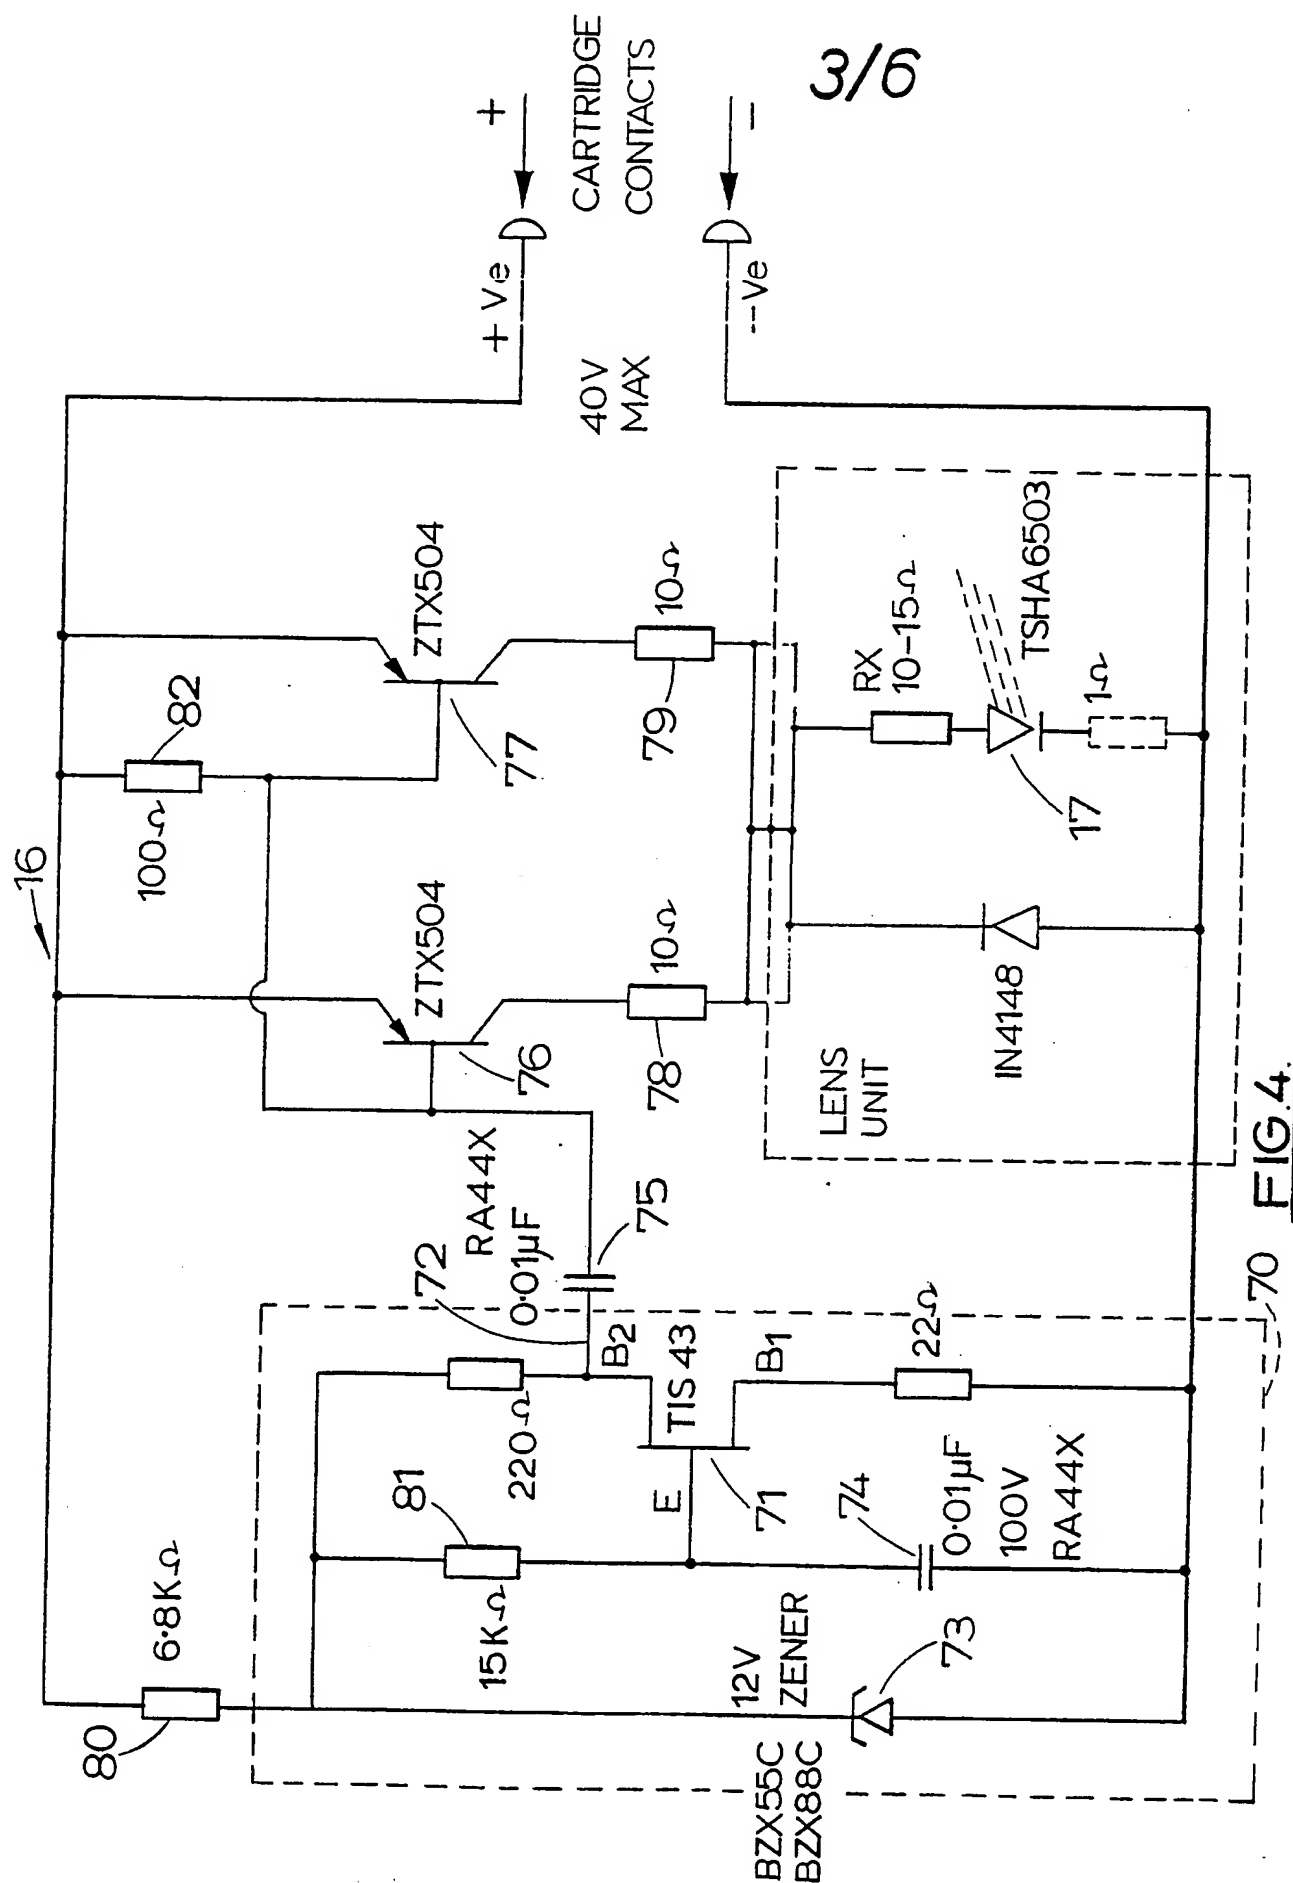 3/6
16
80
6·8KΩ
82
100Ω
ZTX504
77
ZTX504
76
+
+ Ve
CARTRIDGE
CONTACTS
40V
MAX
--Ve
-
81
15KΩ
220Ω
72
RA44X
0·01µF
75
B2
TIS 43
B1
E
71
22Ω
74
0·01µF
100V
RA44X
12V
ZENER
73
BZX55C
BZX88C
70
78
10Ω
79
10Ω
LENS
UNIT
IN4148
RX
10-15Ω
TSHA6503
17
1Ω
FIG.4.